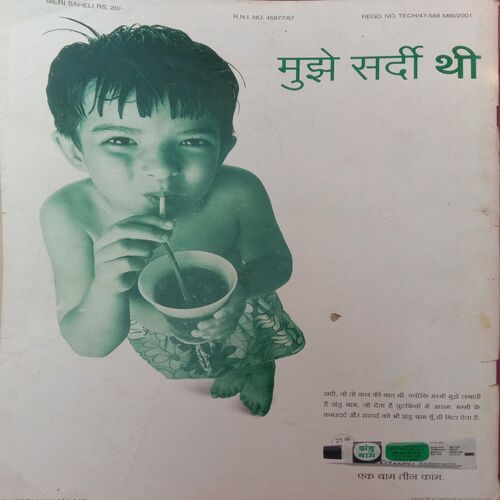 MERI SAHELI RS. 20/-
R.N.I. NO. 46877/87
REGD. NO. TECH/47-568 MBI/2001
मुझे सर्दी थी
सर्दी, वो तो कल की बात थी. क्योंकि मम्मी मुझे लगाती
है झंडु बाम, जो देता है चुटकियों में आराम. मम्मी के
कमरदर्द और सरदर्द को भी झंडु बाम यूँ ही मिटा देता है.
झंडु
बाम
एक बाम तीन काम.